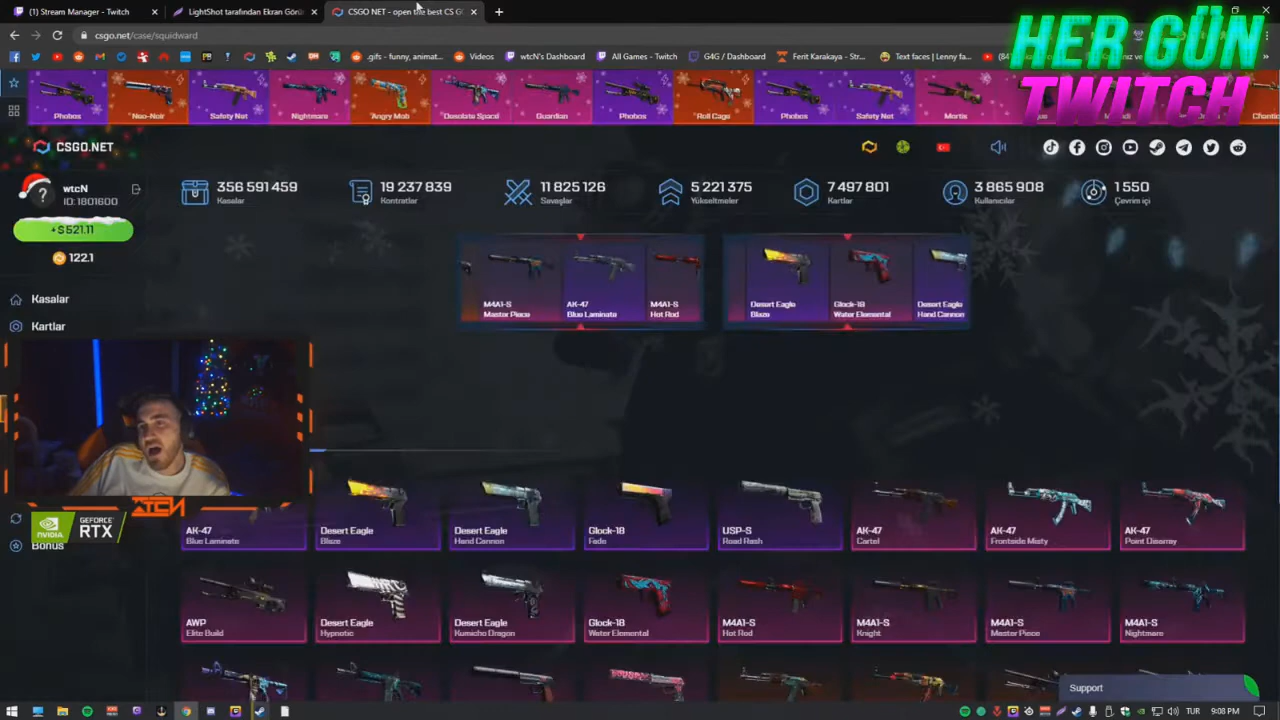 (1) Stream Manager - Twitch
LightShot tarafından Ekran Görü
CSGO NET - open the best CS G
HER GÜN
TWITCH
csgo.net/case/squidward
.gifs - funny, animat...
Videos
wtcN's Dashboard
All Games - Twitch
G4G / Dashboard
Ferit Karakaya - Str...
Text faces | Lenny fa...
Phobos
Neo-Noir
Safety Net
Nightmare
Angry Mob
Desolate Space
Guardian
Phobos
Roll Cage
Phobos
Safety Net
Mortis
CSGO.NET
wtcN
ID:1801600
+$ 521.11
122.1
356 591 459
Kasalar
19 237 839
Kontratlar
11 825 126
Savaşlar
5 221 375
Yükseltmeler
7 497 801
Kartlar
3 865 908
Kullanıcılar
1 550
Çevrim içi
M4A1-S
Master Piece
AK-47
Blue Laminate
M4A1-S
Hot Rod
Desert Eagle
Blaze
Glock-18
Water Elemental
Desert Eagle
Hand Cannon
Kasalar
Kartlar
NVIDIA
GEFORCE
RTX
Bonus
AK-47
Blue Laminate
Desert Eagle
Blaze
Desert Eagle
Hand Cannon
Glock-18
Fade
USP-S
Road Rash
AK-47
Cartel
AK-47
Frontside Misty
AK-47
Point Disarray
AWP
Elite Build
Desert Eagle
Hypnotic
Desert Eagle
Kumicho Dragon
Glock-18
Water Elemental
M4A1-S
Hot Rod
M4A1-S
Knight
M4A1-S
Master Piece
M4A1-S
Nightmare
Support
TUR
9:08 PM